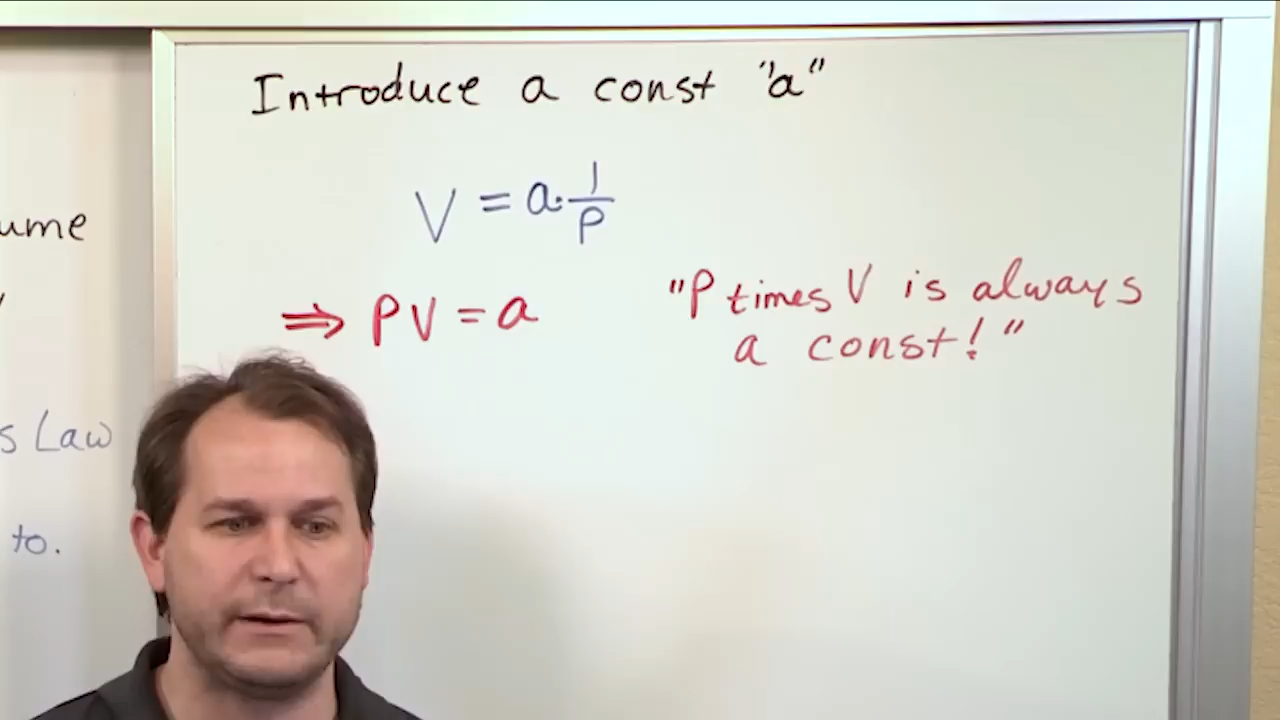 Introduce a const "a"
V = a · 1/P
⇒ PV = a
"P times V is always
a const!"
ume
s Law
to.